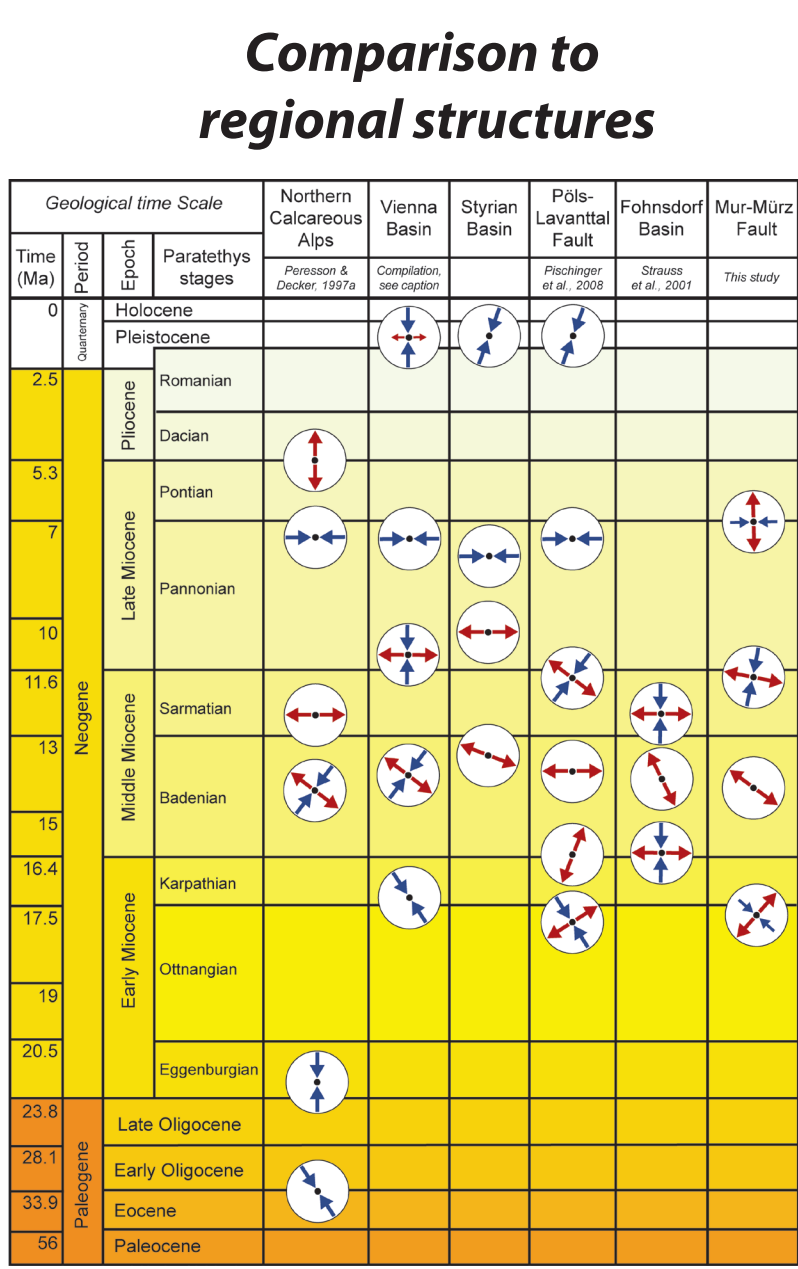 Comparison to
regional structures
Geological time Scale
Northern
Calcareous
Alps
Vienna
Basin
Styrian
Basin
Pöls-
Lavanttal
Fault
Fohnsdorf
Basin
Mur-Mürz
Fault
Time
(Ma)
Period
Epoch
Paratethys
stages
Peresson &
Decker, 1997a
Compilation,
see caption
Pischinger
et al., 2008
Strauss
et al., 2001
This study
0
Quarternary
Holocene
Pleistocene
2.5
Neogene
Pliocene
Romanian
Dacian
5.3
Late Miocene
Pontian
7
Pannonian
10
11.6
Middle Miocene
Sarmatian
13
Badenian
15
16.4
Early Miocene
Karpathian
17.5
Ottnangian
19
20.5
Eggenburgian
23.8
Paleogene
Late Oligocene
28.1
Early Oligocene
33.9
Eocene
56
Paleocene